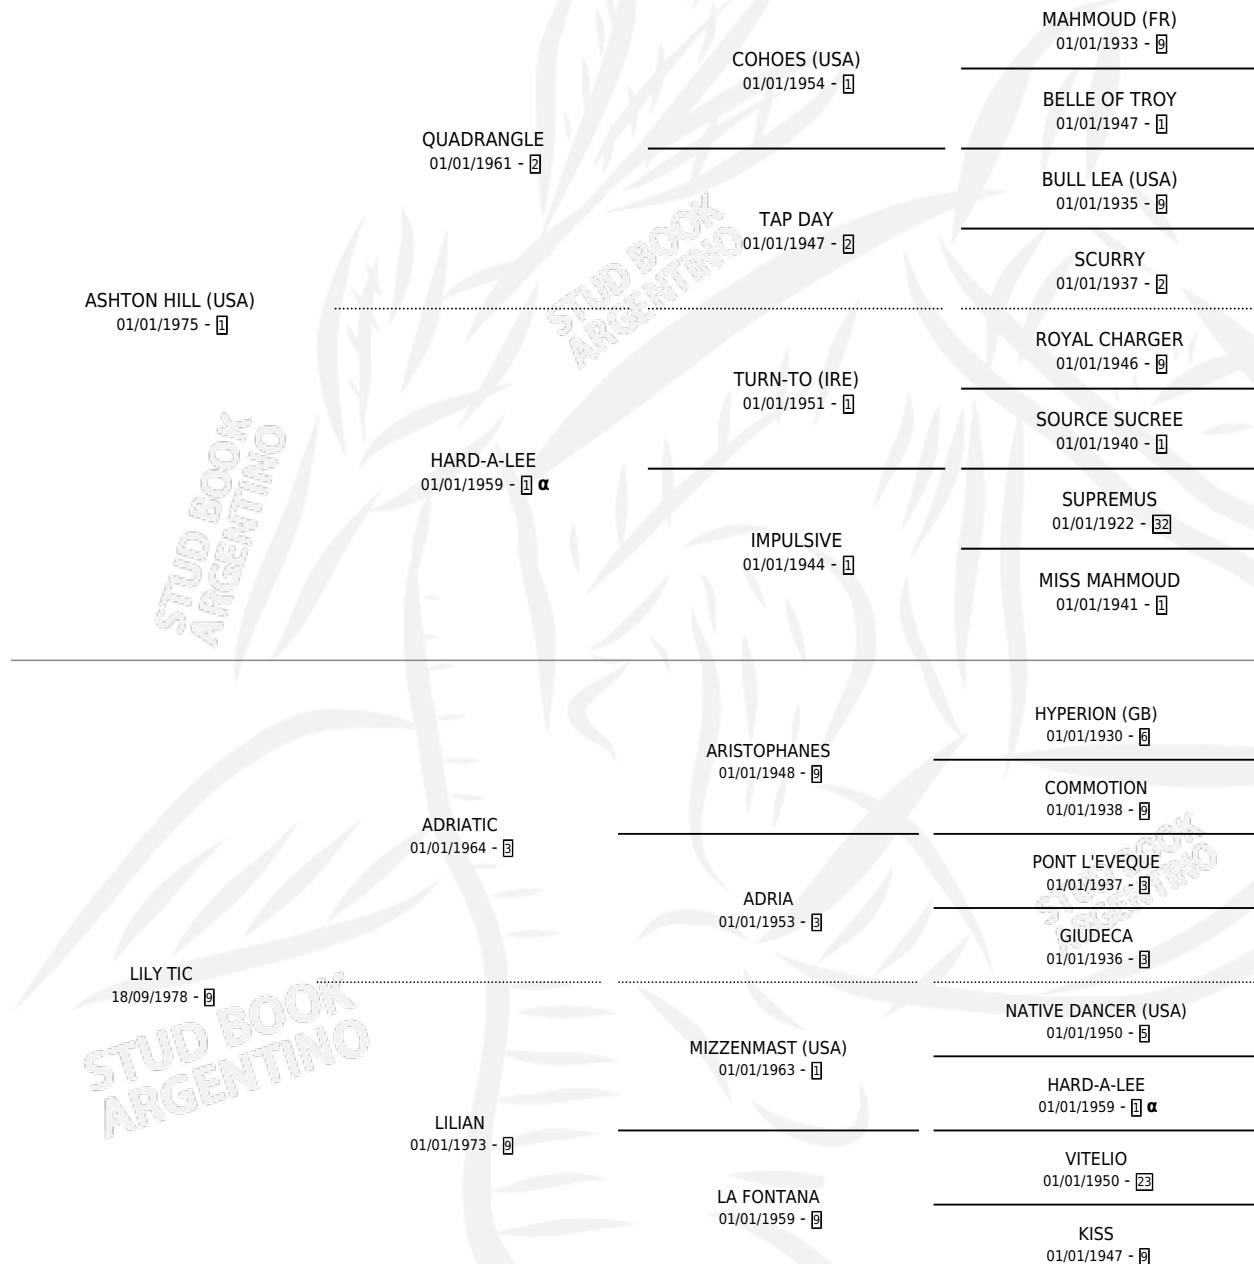 MAHMOUD (FR)
01/01/1933 - 9
COHOES (USA)
01/01/1954 - 1
BELLE OF TROY
01/01/1947 - 1
QUADRANGLE
01/01/1961 - 2
BULL LEA (USA)
01/01/1935 - 9
TAP DAY
01/01/1947 - 2
SCURRY
01/01/1937 - 2
ASHTON HILL (USA)
01/01/1975 - 1
STUD BOOK
ARGENTINO
ROYAL CHARGER
01/01/1946 - 9
TURN-TO (IRE)
01/01/1951 - 1
SOURCE SUCREE
01/01/1940 - 1
HARD-A-LEE
01/01/1959 - 1 α
SUPREMUS
01/01/1922 - 32
IMPULSIVE
01/01/1944 - 1
MISS MAHMOUD
01/01/1941 - 1
STUD BOOK
ARGENTINO
HYPERION (GB)
01/01/1930 - 6
ARISTOPHANES
01/01/1948 - 9
COMMOTION
01/01/1938 - 9
ADRIATIC
01/01/1964 - 3
PONT L'EVEQUE
01/01/1937 - 3
ADRIA
01/01/1953 - 3
GIUDECA
01/01/1936 - 3
STUD BOOK
ARGENTINO
LILY TIC
18/09/1978 - 9
STUD BOOK
ARGENTINO
NATIVE DANCER (USA)
01/01/1950 - 5
MIZZENMAST (USA)
01/01/1963 - 1
HARD-A-LEE
01/01/1959 - 1 α
LILIAN
01/01/1973 - 9
VITELIO
01/01/1950 - 23
LA FONTANA
01/01/1959 - 9
KISS
01/01/1947 - 9